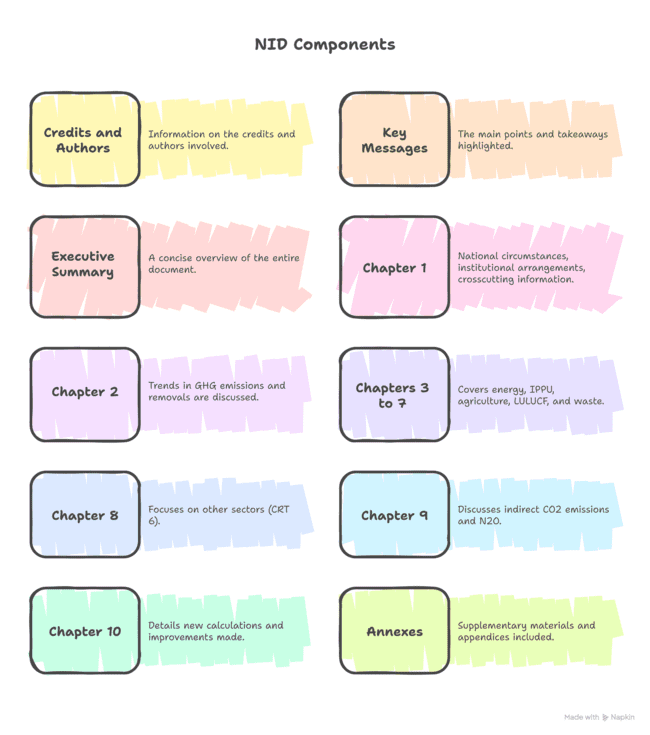 NID Components
Credits and
Authors
Information on the credits and
authors involved.
Key
Messages
The main points and takeaways
highlighted.
Executive
Summary
A concise overview of the entire
document.
Chapter 1
National circumstances,
institutional arrangements,
crosscutting information.
Chapter 2
Trends in GHG emissions and
removals are discussed.
Chapters 3
to 7
Covers energy, IPPU,
agriculture, LULUCF, and waste.
Chapter 8
Focuses on other sectors (CRT
6).
Chapter 9
Discusses indirect CO2 emissions
and N2O.
Chapter 10
Details new calculations and
improvements made.
Annexes
Supplementary materials and
appendices included.
Made with Napkin